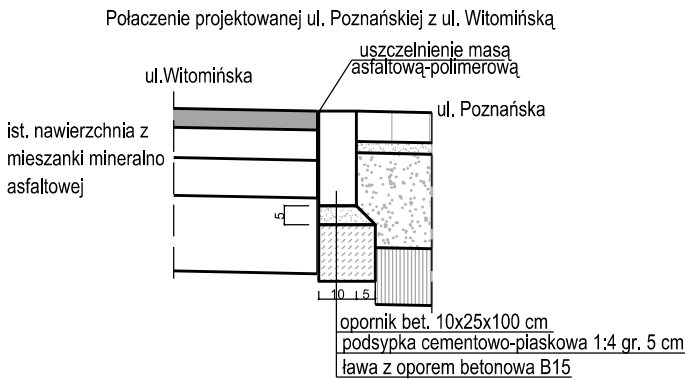 Połaczenie projektowanej ul. Poznańskiej z ul. Witomińską
uszczelnienie masą
asfaltową-polimerową
ul.Witomińska
ul. Poznańska
ist. nawierzchnia z
mieszanki mineralno
asfaltowej
5
10
5
opornik bet. 10x25x100 cm
podsypka cementowo-piaskowa 1:4 gr. 5 cm
ława z oporem betonowa B15